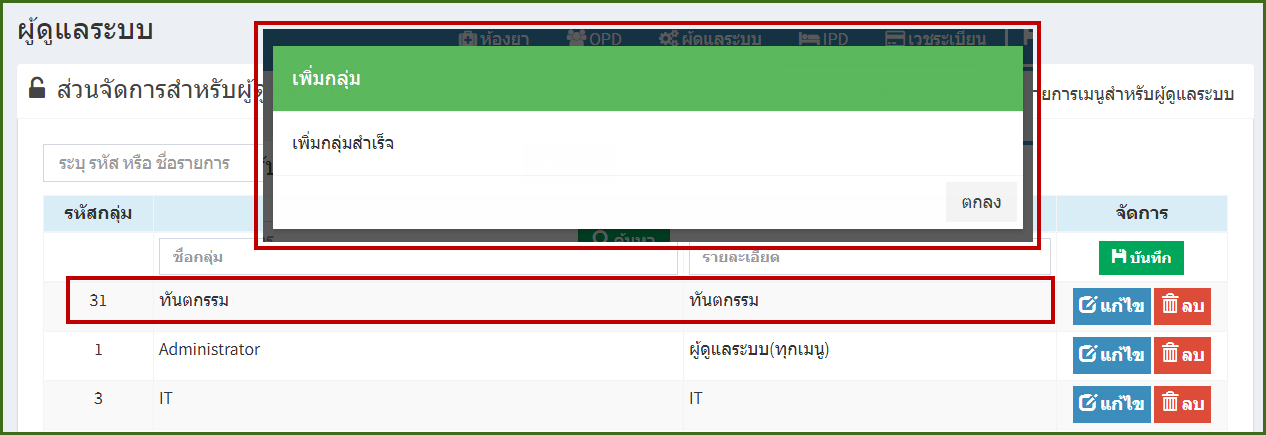 ผู้ดูแลระบบ
ห้องยา OPD ผู้ดูแลระบบ IPD เวชระเบียน
เพิ่มกลุ่ม
ส่วนจัดการสำหรับผู้ดู
ยการเมนูสำหรับผู้ดูแลระบบ
เพิ่มกลุ่มสำเร็จ
ระบุ รหัส หรือ ชื่อรายการ
ตกลง
รหัสกลุ่ม จัดการ
ค้นหา
ชื่อกลุ่ม รายละเอียด บันทึก
31 ทันตกรรม ทันตกรรม แก้ไข ลบ
1 Administrator ผู้ดูแลระบบ(ทุกเมนู) แก้ไข ลบ
3 IT IT แก้ไข ลบ